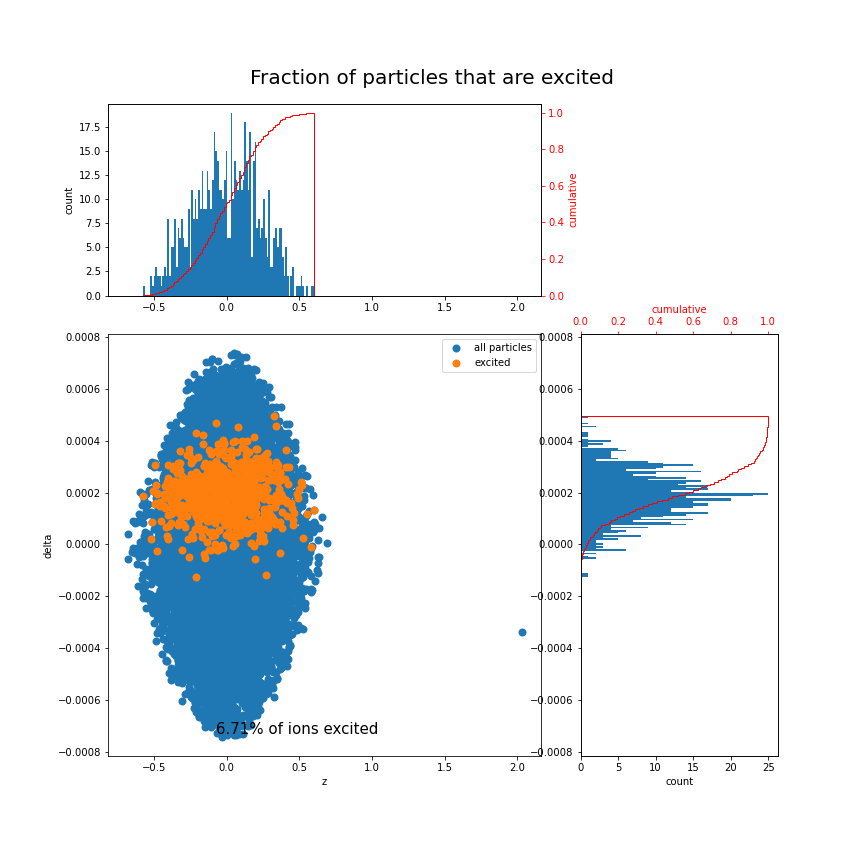 Fraction of particles that are excited
17.5
15.0
12.5
10.0
7.5
5.0
2.5
0.0
count
−0.5 0.0 0.5 1.0 1.5 2.0
1.0
0.8
0.6
0.4
0.2
0.0
cumulative
0.0008
0.0006
0.0004
0.0002
0.0000
−0.0002
−0.0004
−0.0006
−0.0008
delta
all particles
excited
6.71% of ions excited
−0.5 0.0 0.5 1.0 1.5 2.0
z
cumulative
0.0 0.2 0.4 0.6 0.8 1.0
0.0008
0.0006
0.0004
0.0002
0.0000
−0.0002
−0.0004
−0.0006
−0.0008
0 5 10 15 20 25
count